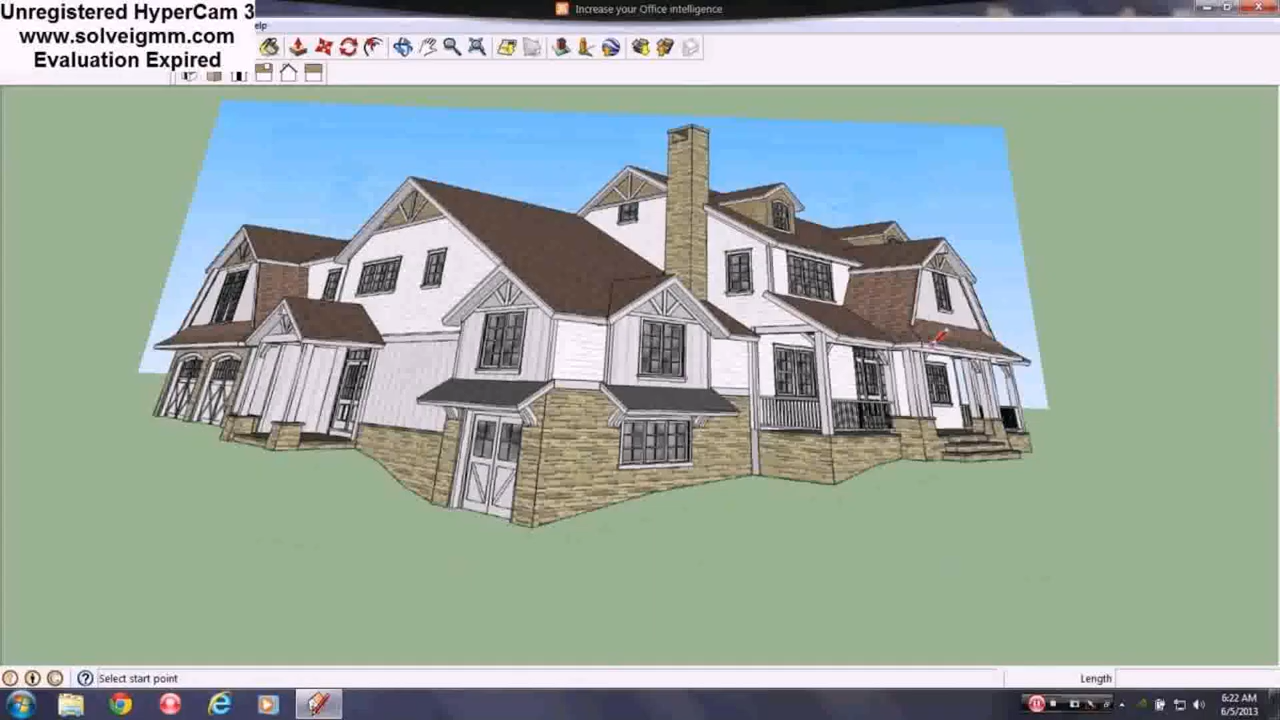 Unregistered HyperCam 3
www.solveigmm.com
Evaluation Expired
Increase your Office intelligence
elp
Select start point
Length
6:22 AM
6/5/2013